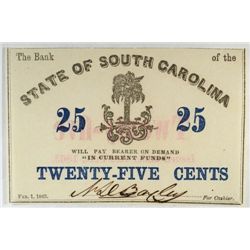 The Bank of the
STATE OF SOUTH CAROLINA
25 25
WILL PAY BEARER ON DEMAND
"IN CURRENT FUNDS"
TWENTY-FIVE CENTS
FEB. 1, 1863. For Cashier.